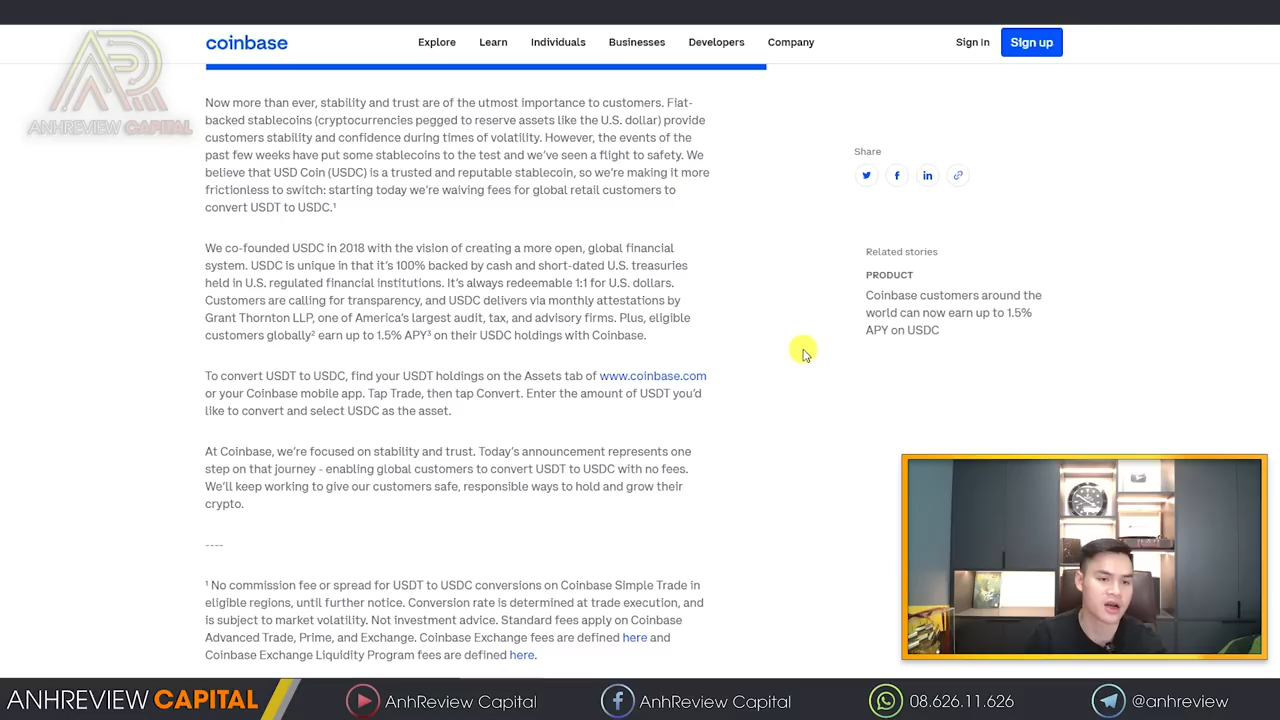 coinbase
Explore Learn Individuals Businesses Developers Company
Sign In Sign up
ANHREVIEW CAPITAL
Now more than ever, stability and trust are of the utmost importance to customers. Fiat-
backed stablecoins (cryptocurrencies pegged to reserve assets like the U.S. dollar) provide
customers stability and confidence during times of volatility. However, the events of the
past few weeks have put some stablecoins to the test and we've seen a flight to safety. We
believe that USD Coin (USDC) is a trusted and reputable stablecoin, so we're making it more
frictionless to switch: starting today we're waiving fees for global retail customers to
convert USDT to USDC.¹
We co-founded USDC in 2018 with the vision of creating a more open, global financial
system. USDC is unique in that it's 100% backed by cash and short-dated U.S. treasuries
held in U.S. regulated financial institutions. It's always redeemable 1:1 for U.S. dollars.
Customers are calling for transparency, and USDC delivers via monthly attestations by
Grant Thornton LLP, one of America's largest audit, tax, and advisory firms. Plus, eligible
customers globally² earn up to 1.5% APY³ on their USDC holdings with Coinbase.
To convert USDT to USDC, find your USDT holdings on the Assets tab of www.coinbase.com
or your Coinbase mobile app. Tap Trade, then tap Convert. Enter the amount of USDT you'd
like to convert and select USDC as the asset.
At Coinbase, we're focused on stability and trust. Today's announcement represents one
step on that journey - enabling global customers to convert USDT to USDC with no fees.
We'll keep working to give our customers safe, responsible ways to hold and grow their
crypto.
----
¹ No commission fee or spread for USDT to USDC conversions on Coinbase Simple Trade in
eligible regions, until further notice. Conversion rate is determined at trade execution, and
is subject to market volatility. Not investment advice. Standard fees apply on Coinbase
Advanced Trade, Prime, and Exchange. Coinbase Exchange fees are defined here and
Coinbase Exchange Liquidity Program fees are defined here.
Share
Related stories
PRODUCT
Coinbase customers around the
world can now earn up to 1.5%
APY on USDC
ANHREVIEW CAPITAL
AnhReview Capital
AnhReview Capital
08.626.11.626
@anhreview